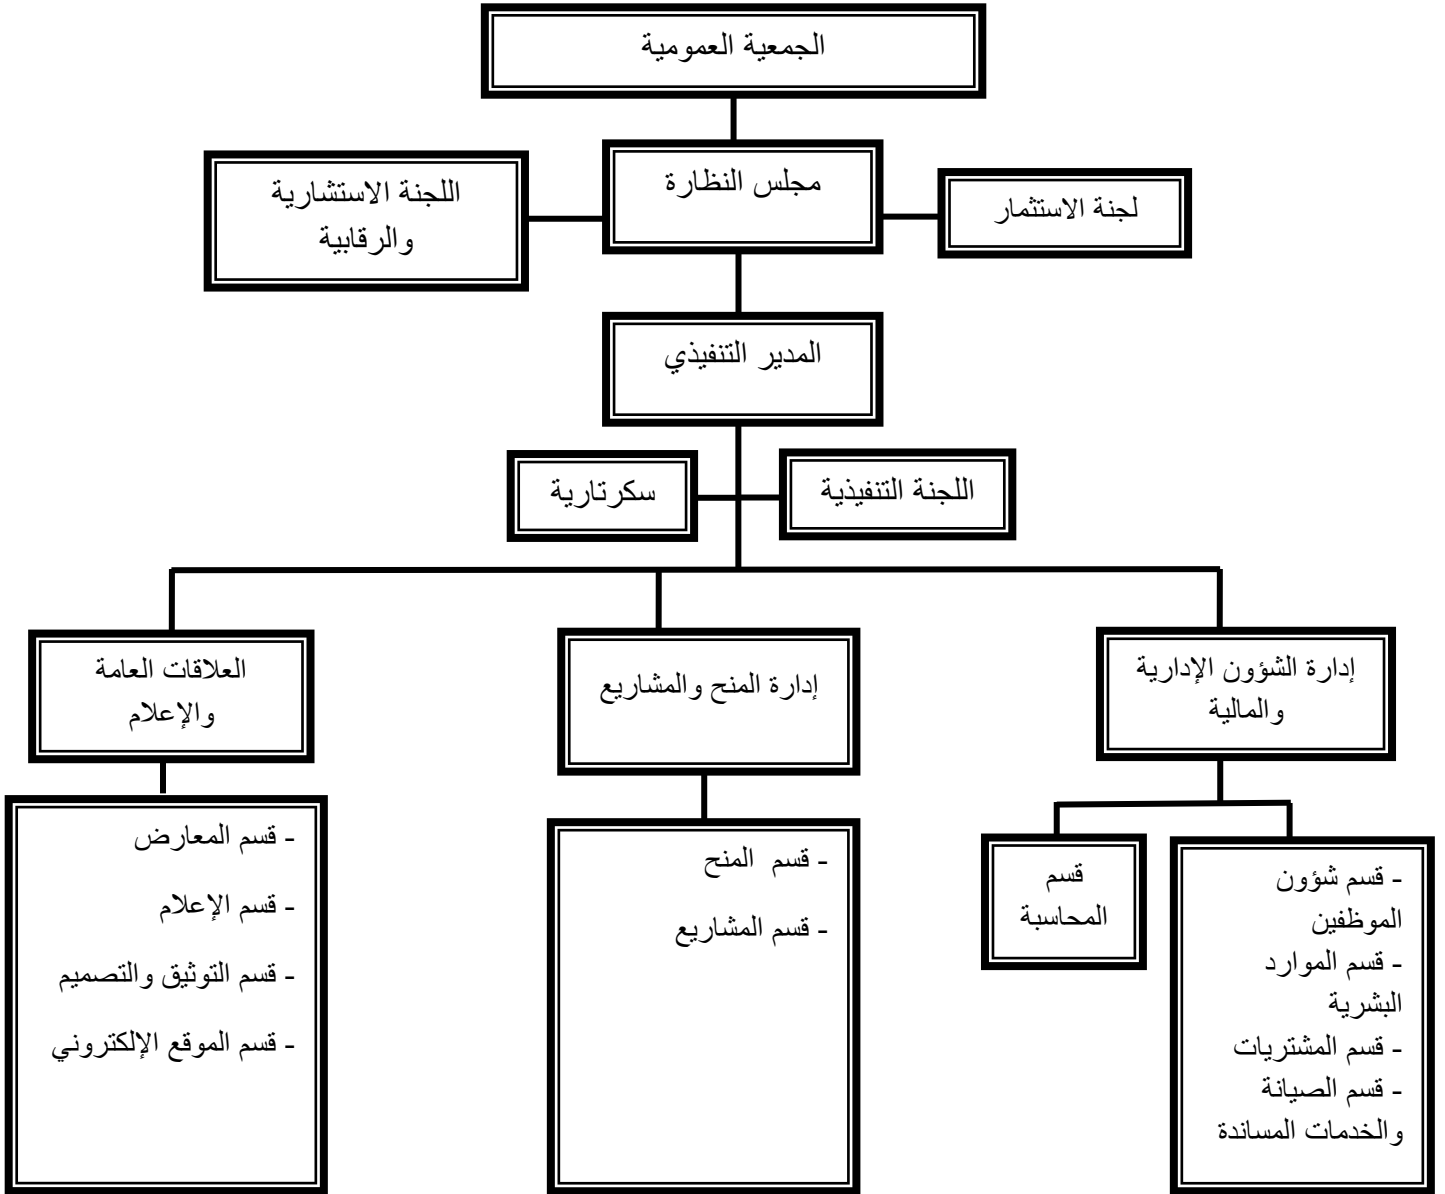 الجمعية العمومية
مجلس النظارة
لجنة الاستثمار
اللجنة الاستشارية
والرقابية
المدير التنفيذي
اللجنة التنفيذية
سكرتارية
إدارة الشؤون الإدارية
والمالية
إدارة المنح والمشاريع
العلاقات العامة
والإعلام
- قسم شؤون
الموظفين
- قسم الموارد
البشرية
- قسم المشتريات
- قسم الصيانة
والخدمات المساندة
قسم
المحاسبة
- قسم المنح
- قسم المشاريع
- قسم المعارض
- قسم الإعلام
- قسم التوثيق والتصميم
- قسم الموقع الإلكتروني